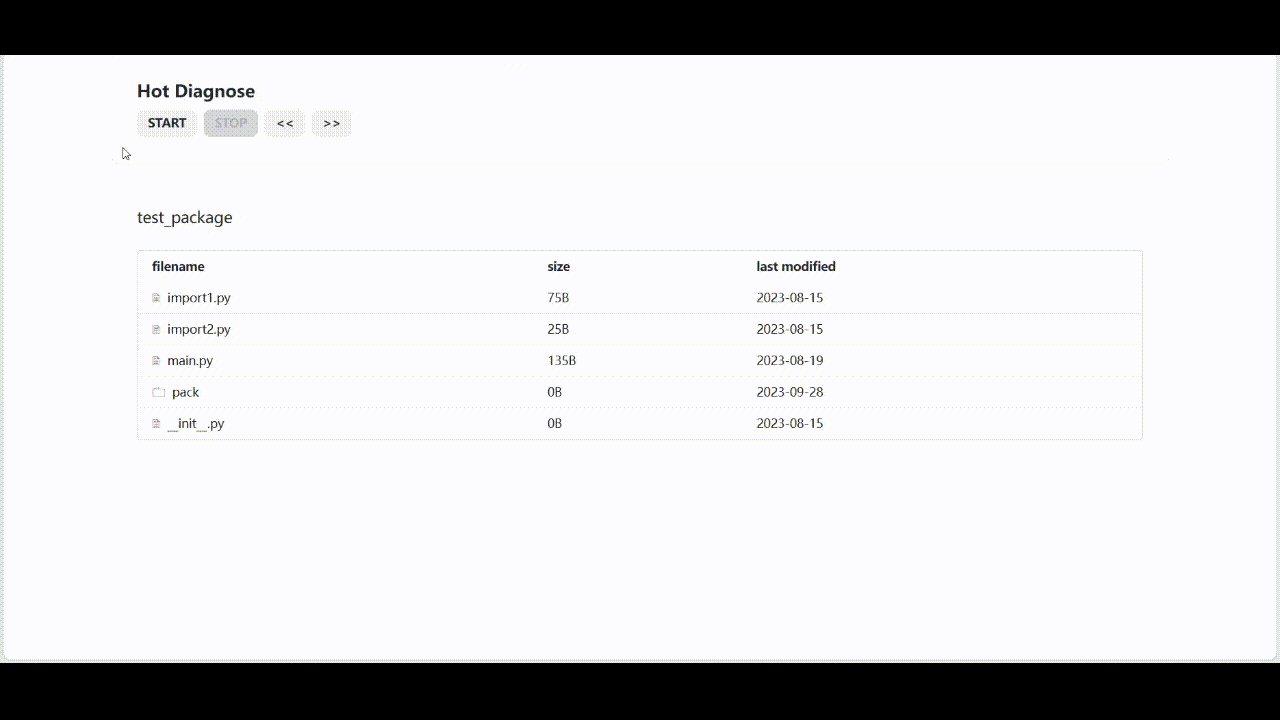 Hot Diagnose
START STOP << >>
test_package
filename size last modified
import1.py 75B 2023-08-15
import2.py 25B 2023-08-15
main.py 135B 2023-08-19
pack 0B 2023-09-28
__init__.py 0B 2023-08-15